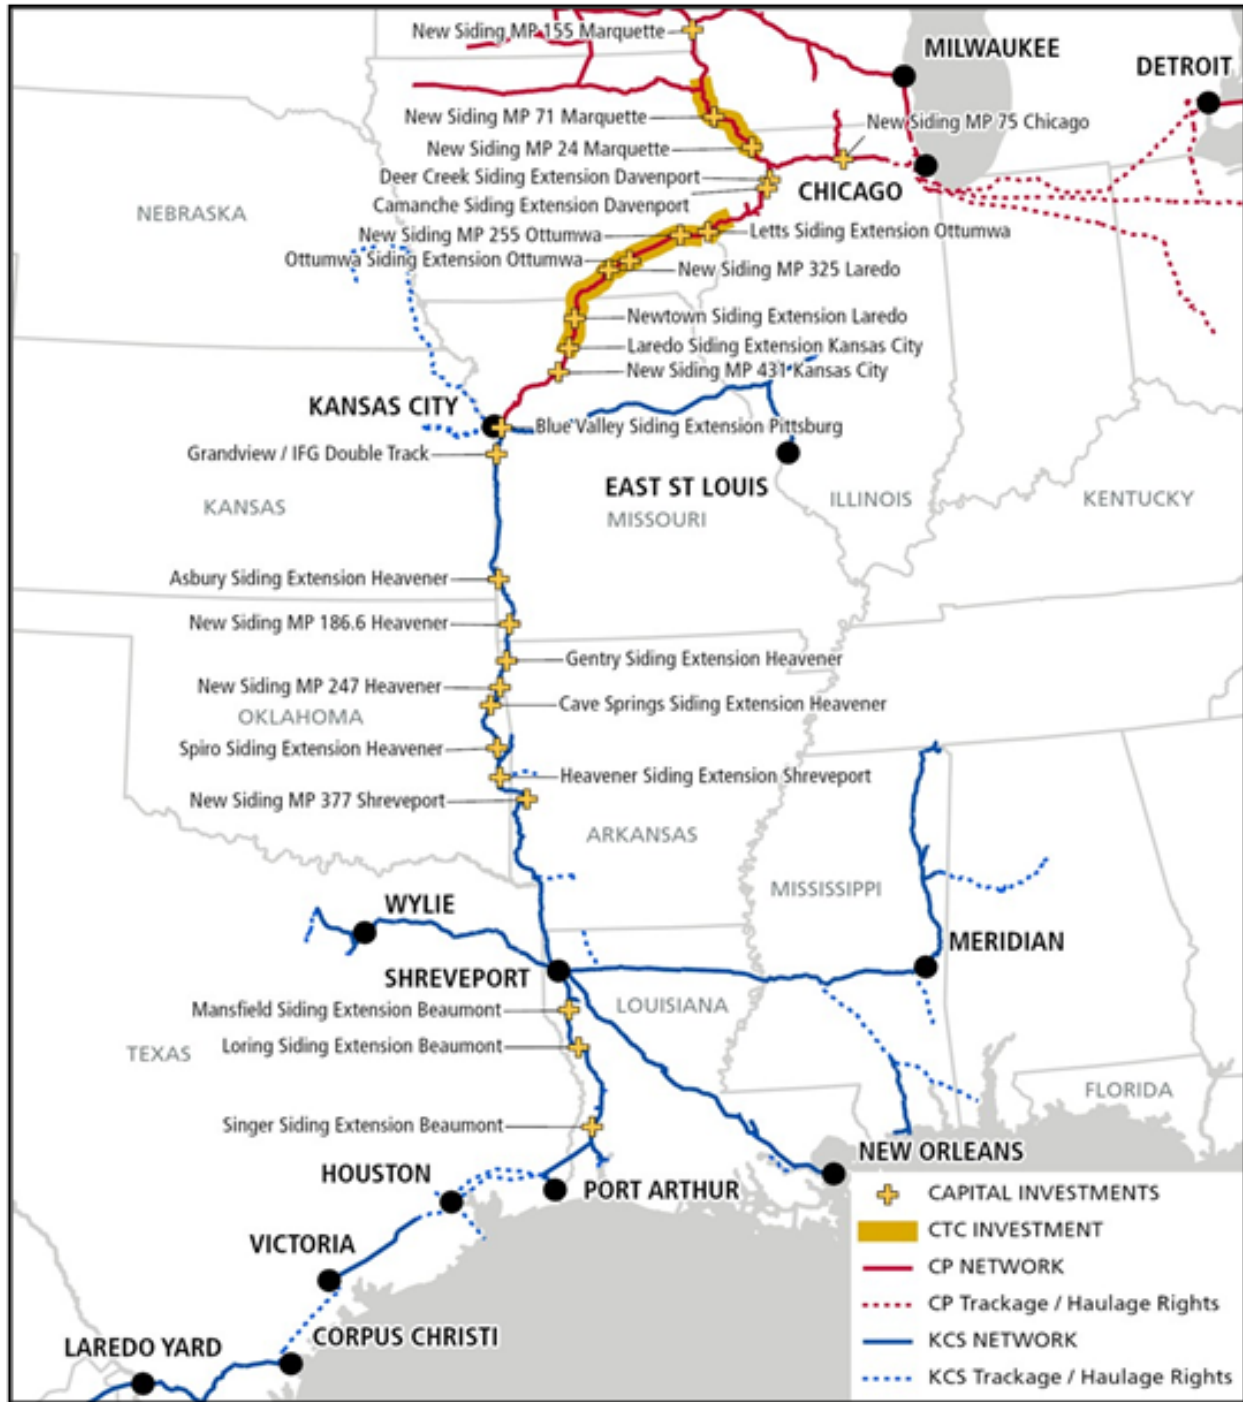 New Siding MP 155 Marquette
MILWAUKEE
DETROIT
New Siding MP 71 Marquette
New Siding MP 75 Chicago
New Siding MP 24 Marquette
Deer Creek Siding Extension Davenport
CHICAGO
Camanche Siding Extension Davenport
NEBRASKA
New Siding MP 255 Ottumwa
Letts Siding Extension Ottumwa
Ottumwa Siding Extension Ottumwa
New Siding MP 325 Laredo
Newtown Siding Extension Laredo
Laredo Siding Extension Kansas City
New Siding MP 431 Kansas City
KANSAS CITY
Blue Valley Siding Extension Pittsburg
Grandview / IFG Double Track
EAST ST LOUIS
ILLINOIS
KENTUCKY
KANSAS
MISSOURI
Asbury Siding Extension Heavener
New Siding MP 186.6 Heavener
Gentry Siding Extension Heavener
New Siding MP 247 Heavener
Cave Springs Siding Extension Heavener
OKLAHOMA
Spiro Siding Extension Heavener
Heavener Siding Extension Shreveport
New Siding MP 377 Shreveport
ARKANSAS
MISSISSIPPI
WYLIE
MERIDIAN
SHREVEPORT
LOUISIANA
Mansfield Siding Extension Beaumont
TEXAS
Loring Siding Extension Beaumont
FLORIDA
Singer Siding Extension Beaumont
NEW ORLEANS
HOUSTON
PORT ARTHUR
VICTORIA
CORPUS CHRISTI
LAREDO YARD
CAPITAL INVESTMENTS
CTC INVESTMENT
CP NETWORK
CP Trackage / Haulage Rights
KCS NETWORK
KCS Trackage / Haulage Rights